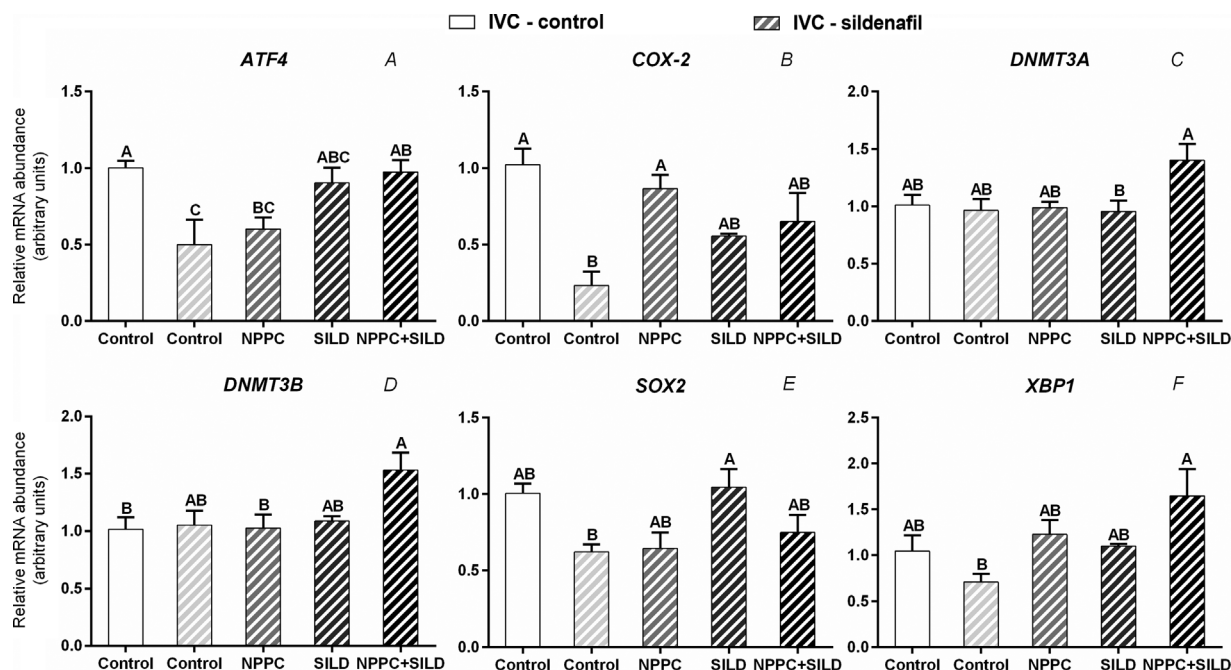 IVC - control IVC - sildenafil
ATF4 A
COX-2 B
DNMT3A C
Relative mRNA abundance
(arbitrary units)
1.5
1.0
0.5
0.0
A
C
BC
ABC
AB
Control Control NPPC SILD NPPC+SILD
1.5
1.0
0.5
0.0
A
B
A
AB
AB
Control Control NPPC SILD NPPC+SILD
2.0
1.5
1.0
0.5
0.0
AB
AB
AB
B
A
Control Control NPPC SILD NPPC+SILD
DNMT3B D
SOX2 E
XBP1 F
Relative mRNA abundance
(arbitrary units)
2.0
1.5
1.0
0.5
0.0
B
AB
B
AB
A
Control Control NPPC SILD NPPC+SILD
1.5
1.0
0.5
0.0
AB
B
AB
A
AB
Control Control NPPC SILD NPPC+SILD
2.5
2.0
1.5
1.0
0.5
0.0
AB
B
AB
AB
A
Control Control NPPC SILD NPPC+SILD